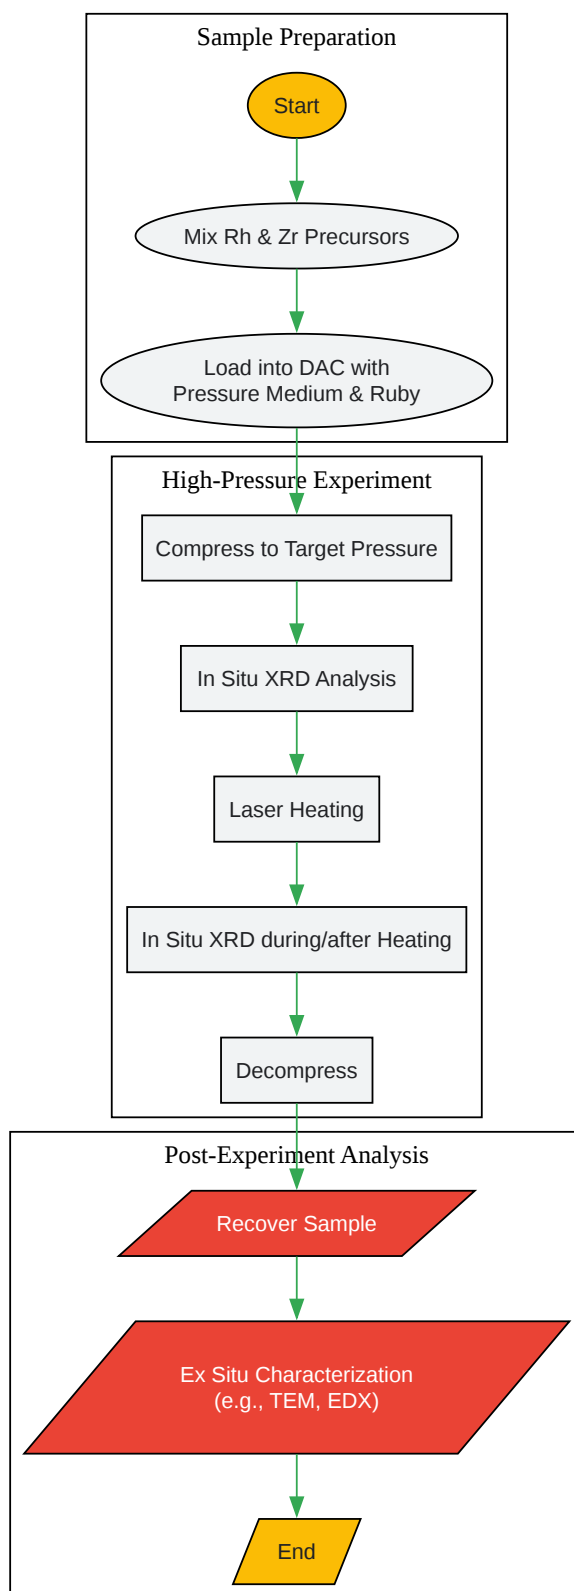 Sample Preparation
Start
Mix Rh & Zr Precursors
Load into DAC with
Pressure Medium & Ruby
High-Pressure Experiment
Compress to Target Pressure
In Situ XRD Analysis
Laser Heating
In Situ XRD during/after Heating
Decompress
Post-Experiment Analysis
Recover Sample
Ex Situ Characterization
(e.g., TEM, EDX)
End